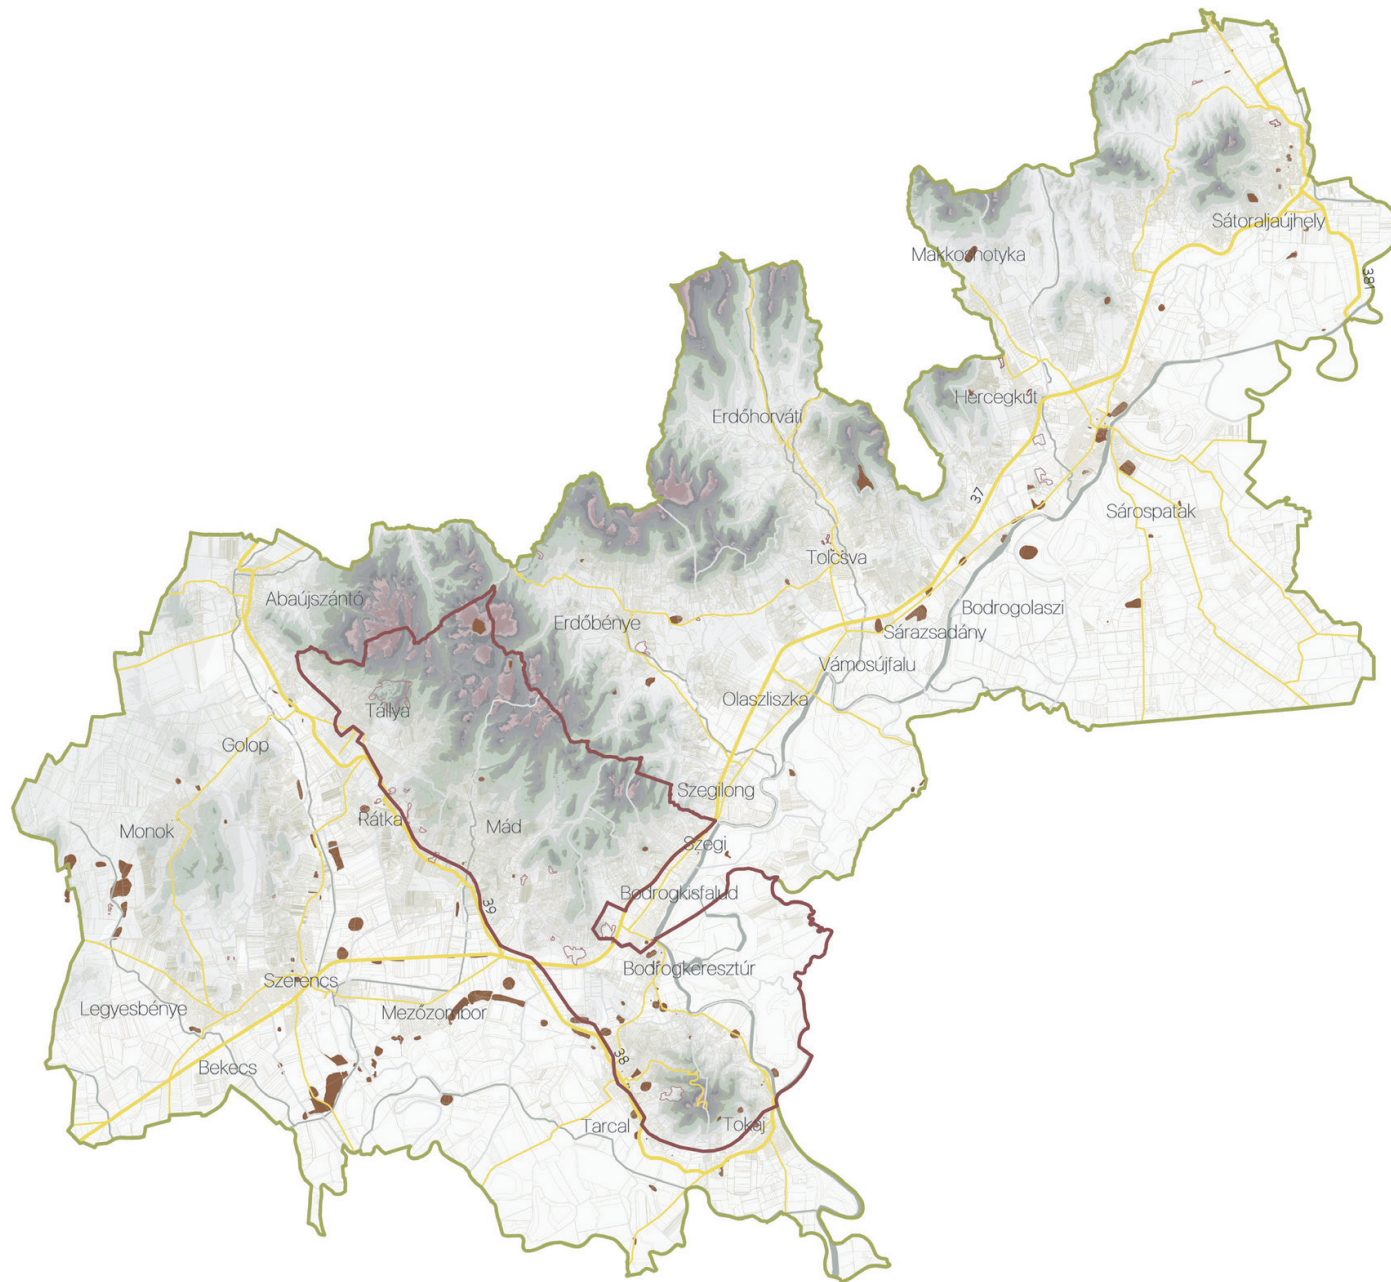 Sátoraljaújhely
Makkoshotyka
381
Hercegkút
Erdőhorváti
37
Sárospatak
Tolcsva
Abaújszántó
Bodrogolaszi
Erdőbénye
Sárazsadány
Vámosújfalu
Olaszliszka
Tállya
Golop
Szegilong
Rátka
Mád
Monok
Szegi
Bodrogkisfalud
39
Bodrogkeresztúr
Szerencs
Legyesbénye
Mezőzombor
38
Bekecs
Tarcal
Tokaj